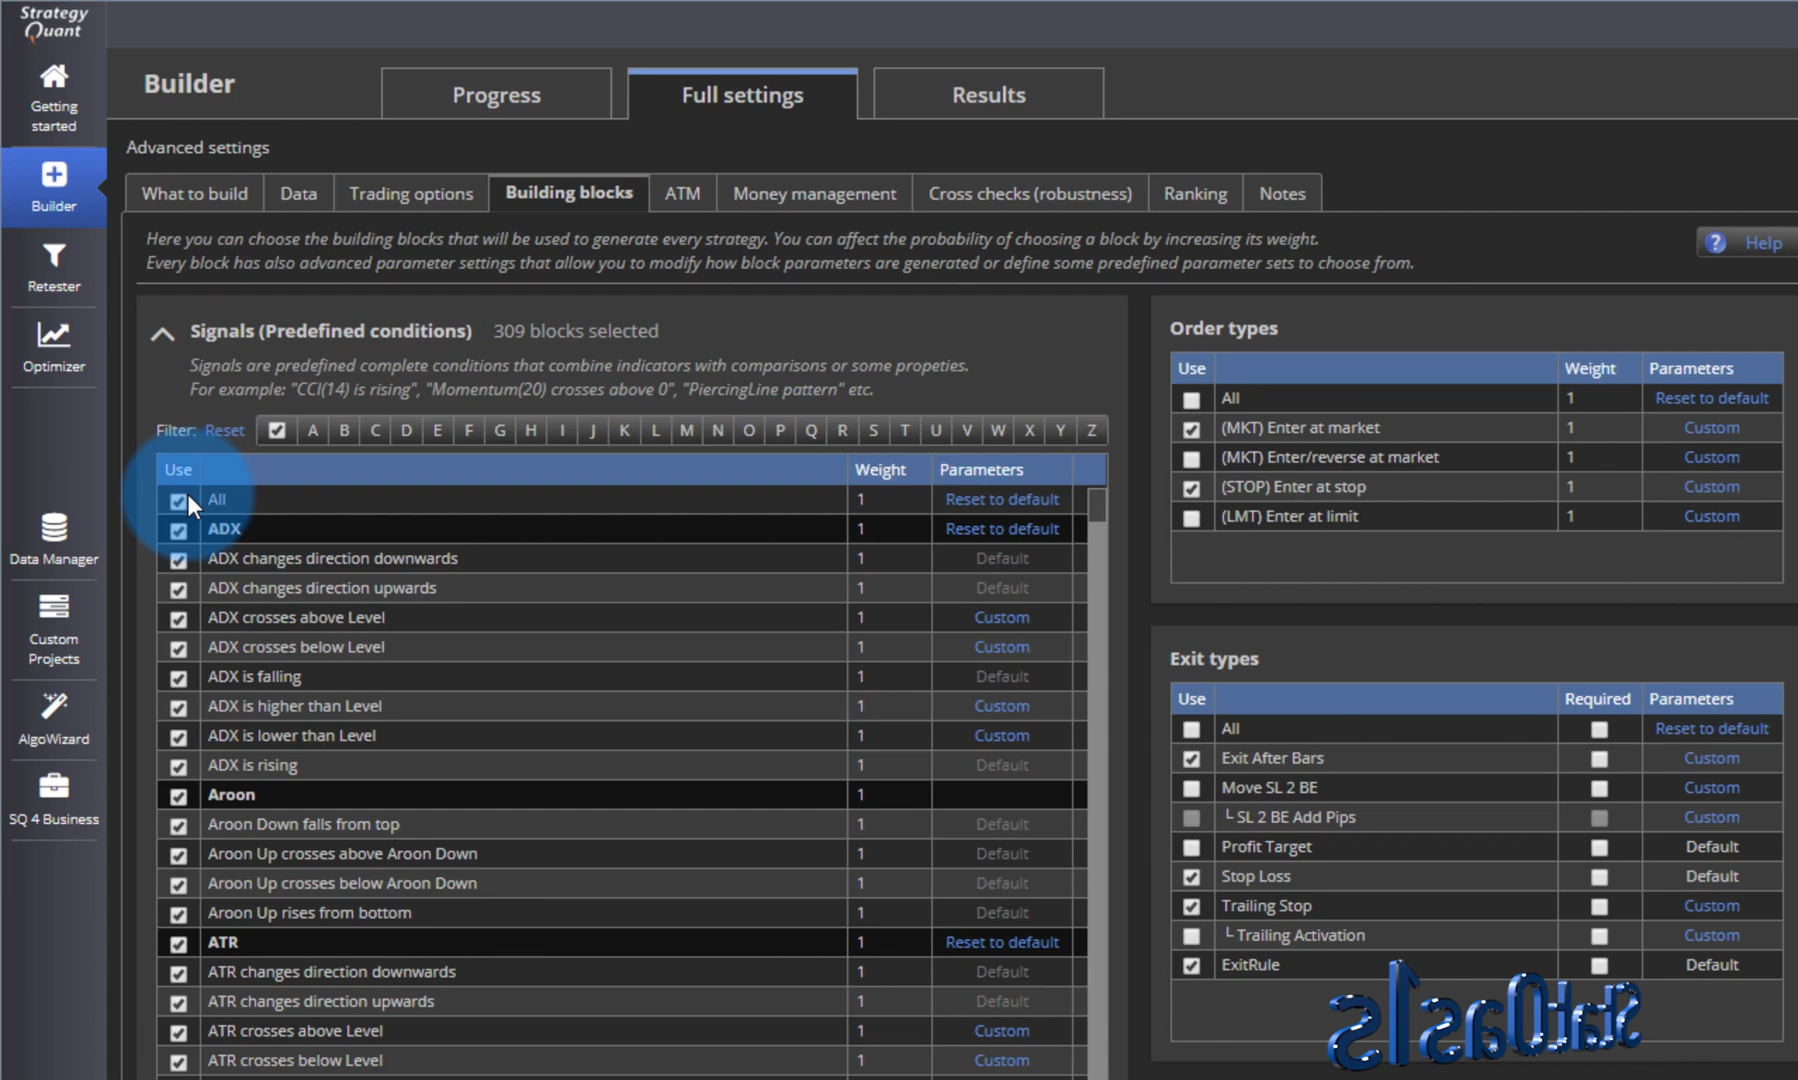 Strategy
Quant
Getting
started
Builder
Retester
Optimizer
Data Manager
Custom
Projects
AlgoWizard
SQ 4 Business
Builder
Progress
Full settings
Results
Advanced settings
What to build
Data
Trading options
Building blocks
ATM
Money management
Cross checks (robustness)
Ranking
Notes
Here you can choose the building blocks that will be used to generate every strategy. You can affect the probability of choosing a block by increasing its weight.
Every block has also advanced parameter settings that allow you to modify how block parameters are generated or define some predefined parameter sets to choose from.
? Help
Signals (Predefined conditions) 309 blocks selected
Signals are predefined complete conditions that combine indicators with comparisons or some propeties.
For example: "CCI(14) is rising", "Momentum(20) crosses above 0", "PiercingLine pattern" etc.
Filter: Reset A B C D E F G H I J K L M N O P Q R S T U V W X Y Z
Use Weight Parameters
All 1 Reset to default
ADX 1 Reset to default
ADX changes direction downwards 1 Default
ADX changes direction upwards 1 Default
ADX crosses above Level 1 Custom
ADX crosses below Level 1 Custom
ADX is falling 1 Default
ADX is higher than Level 1 Custom
ADX is lower than Level 1 Custom
ADX is rising 1 Default
Aroon 1
Aroon Down falls from top 1 Default
Aroon Up crosses above Aroon Down 1 Default
Aroon Up crosses below Aroon Down 1 Default
Aroon Up rises from bottom 1 Default
ATR 1 Reset to default
ATR changes direction downwards 1 Default
ATR changes direction upwards 1 Default
ATR crosses above Level 1 Custom
ATR crosses below Level 1 Custom
Order types
Use Weight Parameters
All 1 Reset to default
(MKT) Enter at market 1 Custom
(MKT) Enter/reverse at market 1 Custom
(STOP) Enter at stop 1 Custom
(LMT) Enter at limit 1 Custom
Exit types
Use Required Parameters
All Reset to default
Exit After Bars Custom
Move SL 2 BE Custom
SL 2 BE Add Pips Custom
Profit Target Default
Stop Loss Default
Trailing Stop Custom
Trailing Activation Custom
ExitRule Default
StatOasis